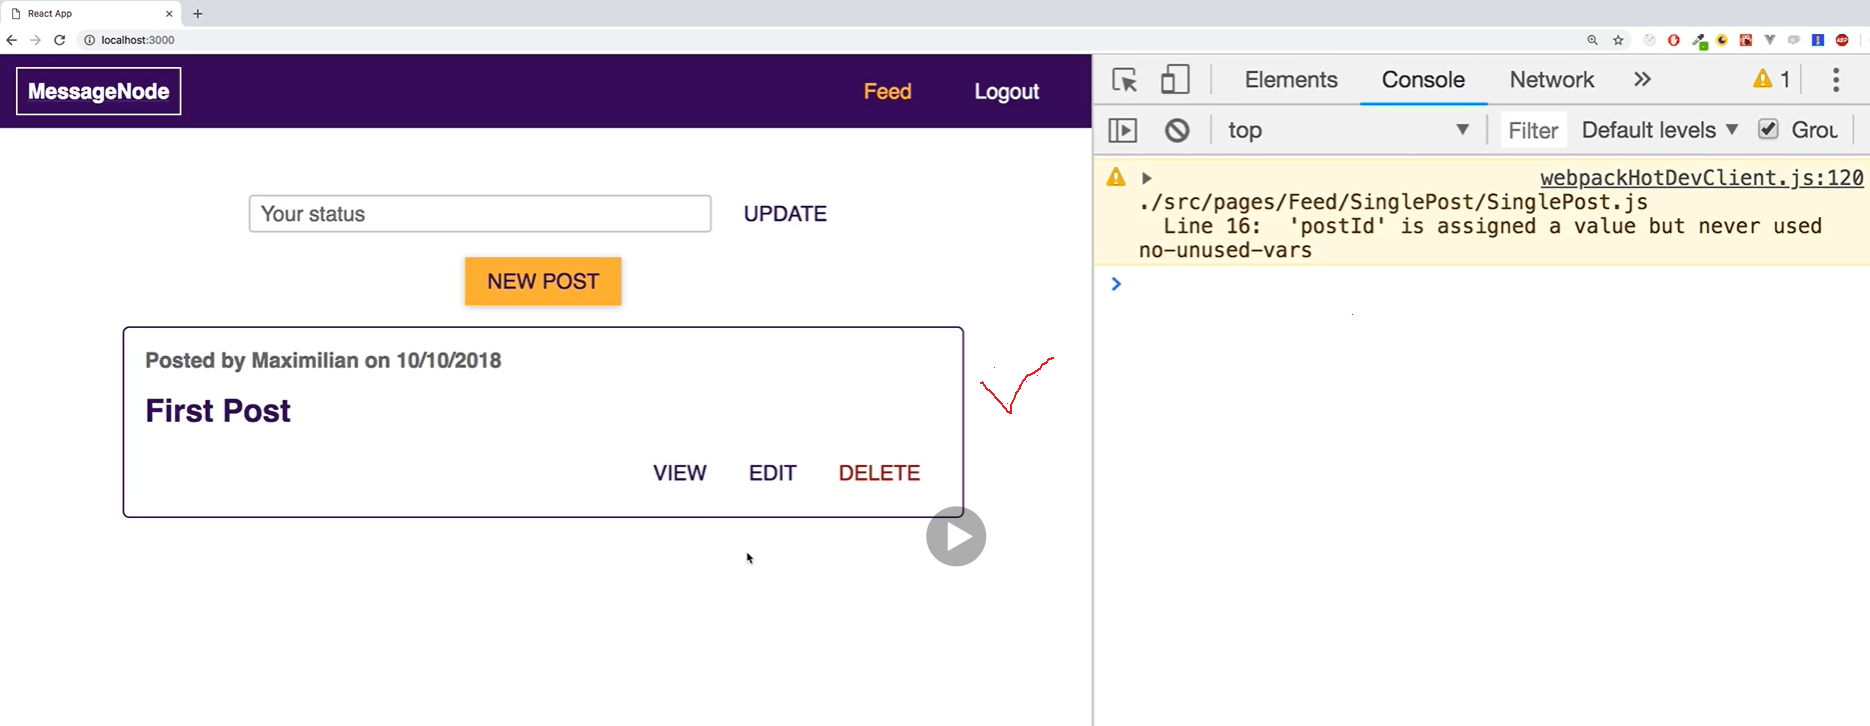 React App
localhost:3000
MessageNode
Feed
Logout
Your status
UPDATE
NEW POST
Posted by Maximilian on 10/10/2018
First Post
VIEW
EDIT
DELETE
Elements
Console
Network
1
top
Filter
Default levels
Grou
webpackHotDevClient.js:120
./src/pages/Feed/SinglePost/SinglePost.js
Line 16:  'postId' is assigned a value but never used
no-unused-vars